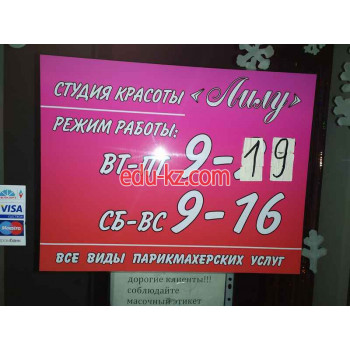 СТУДИЯ КРАСОТЫ «Лилу»
РЕЖИМ РАБОТЫ:
ВТ-ПТ 9-19
edu-kz.com
СБ-ВС 9-16
ВСЕ ВИДЫ ПАРИКМАХЕРСКИХ УСЛУГ
VISA
дорогие клиенты!!!
соблюдайте
масочный этикет